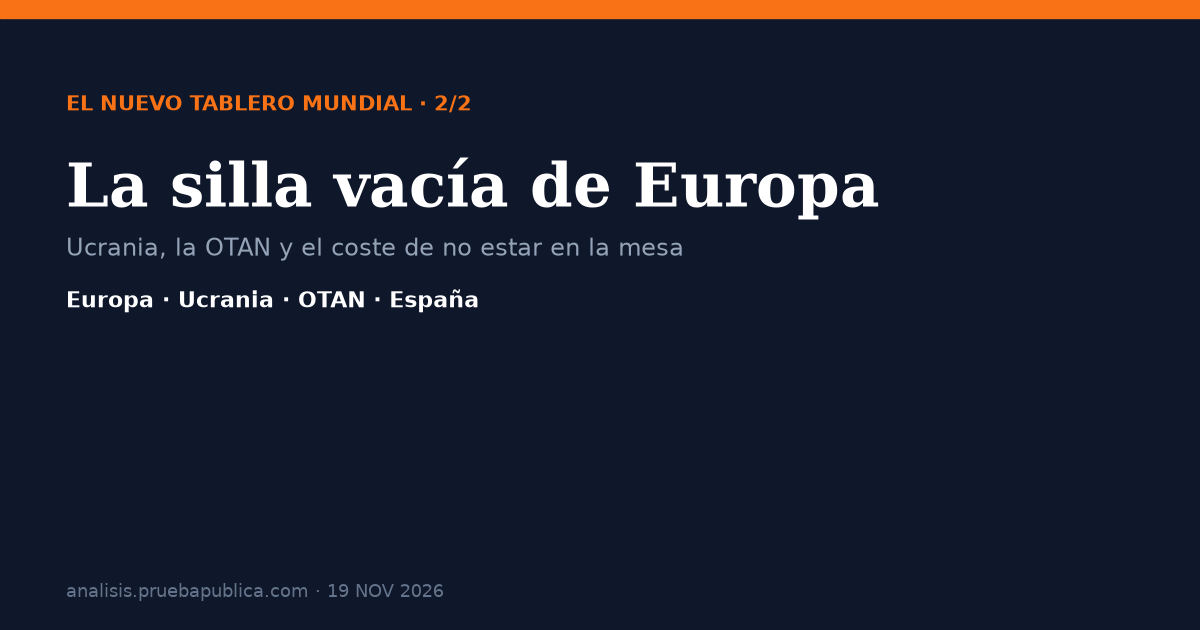 EL NUEVO TABLERO MUNDIAL · 2/2
La silla vacía de Europa
Ucrania, la OTAN y el coste de no estar en la mesa
Europa · Ucrania · OTAN · España
analisis.pruebapublica.com · 19 NOV 2026